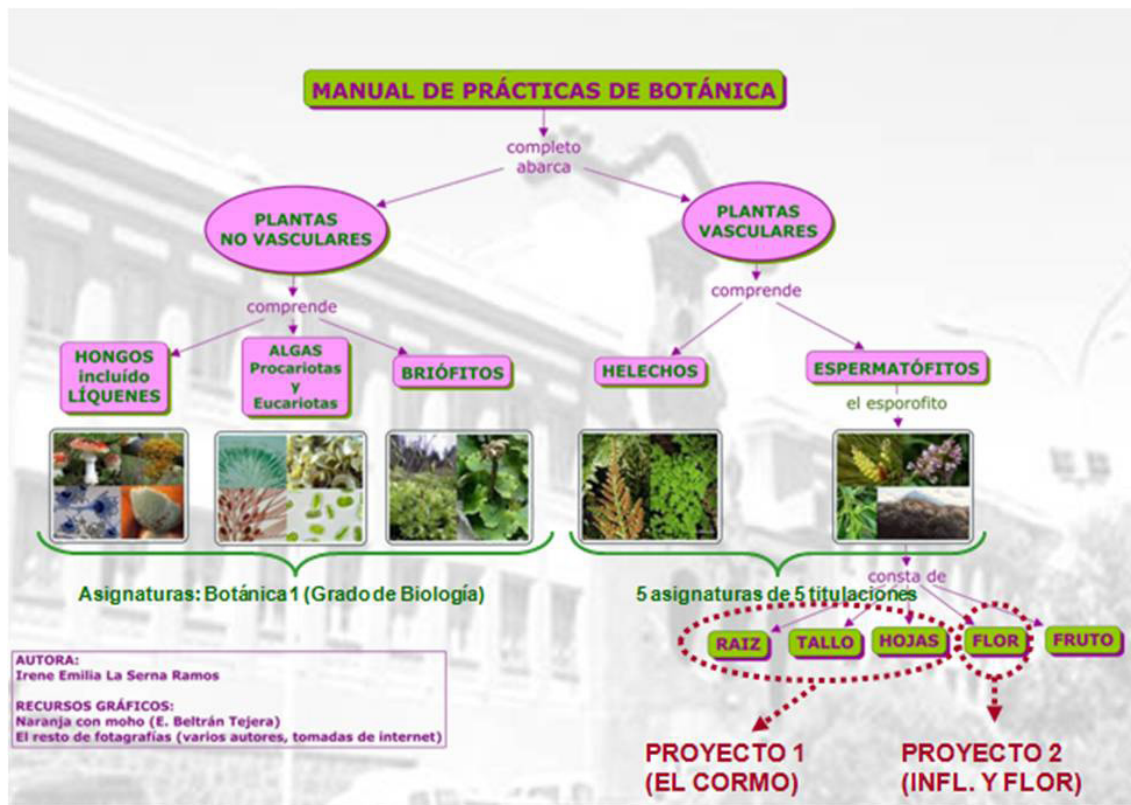 MANUAL DE PRÁCTICAS DE BOTÁNICA
completo
abarca
PLANTAS
NO VASCULARES
PLANTAS
VASCULARES
comprende
comprende
HONGOS
incluído
LÍQUENES
ALGAS
Procariotas
y
Eucariotas
BRIÓFITOS
HELECHOS
ESPERMATÓFITOS
el esporofito
Asignaturas: Botánica 1 (Grado de Biología)
5 asignaturas de 5 titulaciones
consta de
RAIZ
TALLO
HOJAS
FLOR
FRUTO
AUTORA:
Irene Emilia La Serna Ramos
RECURSOS GRÁFICOS:
Naranja con moho (E. Beltrán Tejera)
El resto de fotagrafías (varios autores, tomadas de internet)
PROYECTO 1
(EL CORMO)
PROYECTO 2
(INFL. Y FLOR)